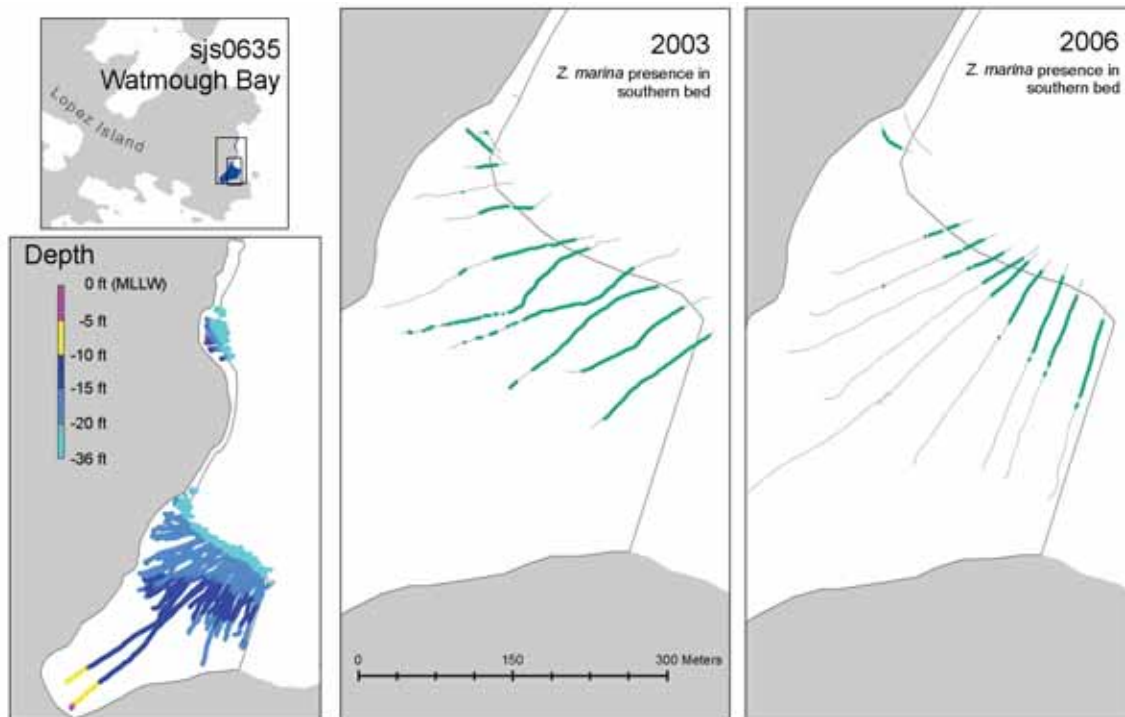 sjs0635
Watmough Bay
Lopez Island
Depth
0 ft (MLLW)
-5 ft
-10 ft
-15 ft
-20 ft
-36 ft
2003
Z. marina presence in
southern bed
0 150 300 Meters
2006
Z. marina presence in
southern bed